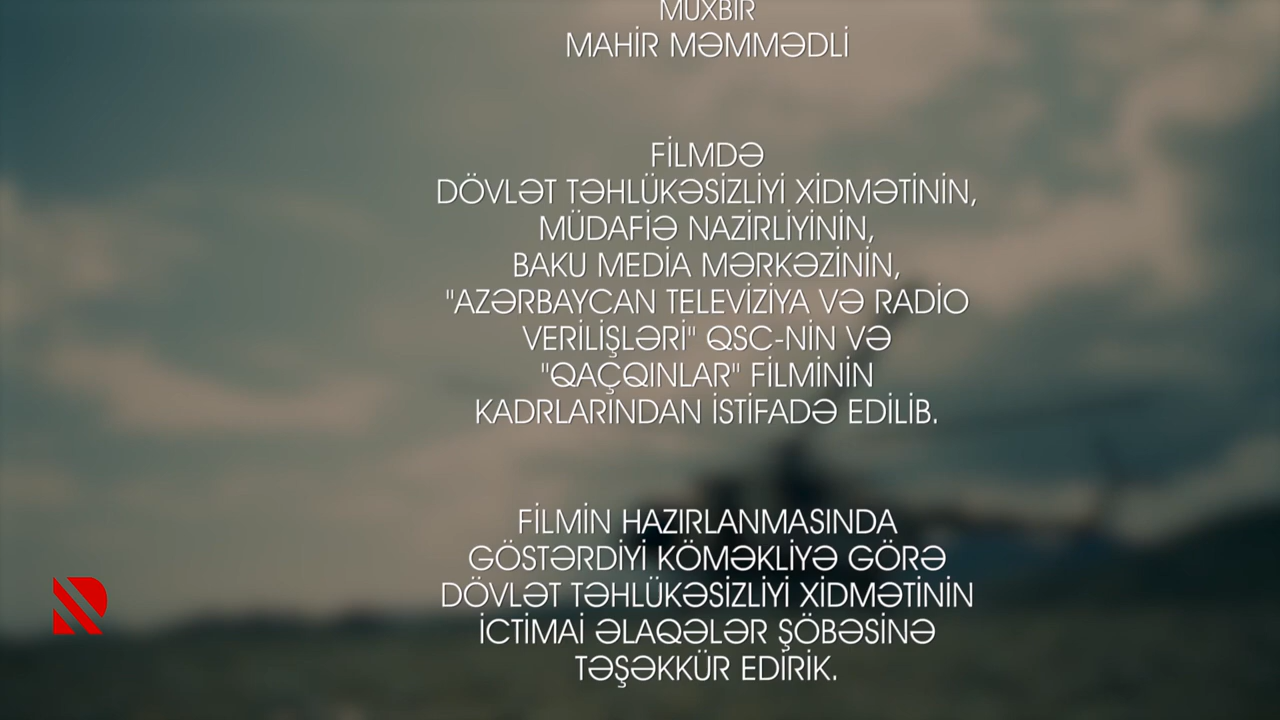 MÜXBİR
MAHİR MƏMMƏDLİ
FİLMDƏ
DÖVLƏT TƏHLÜKƏSİZLİYİ XİDMƏTİNİN,
MÜDAFİƏ NAZİRLİYİNİN,
BAKU MEDİA MƏRKƏZİNİN,
"AZƏRBAYCAN TELEVİZİYA VƏ RADİO
VERİLİŞLƏRİ" QSC-NİN VƏ
"QAÇQINLAR" FİLMİNİN
KADRLARINDAN İSTİFADƏ EDİLİB.
FİLMİN HAZIRLANMASINDA
GÖSTƏRDİYİ KÖMƏKLİYƏ GÖRƏ
DÖVLƏT TƏHLÜKƏSİZLİYİ XİDMƏTİNİN
İCTİMAİ ƏLAQƏLƏR ŞÖBƏSİNƏ
TƏŞƏKKÜR EDİRİK.